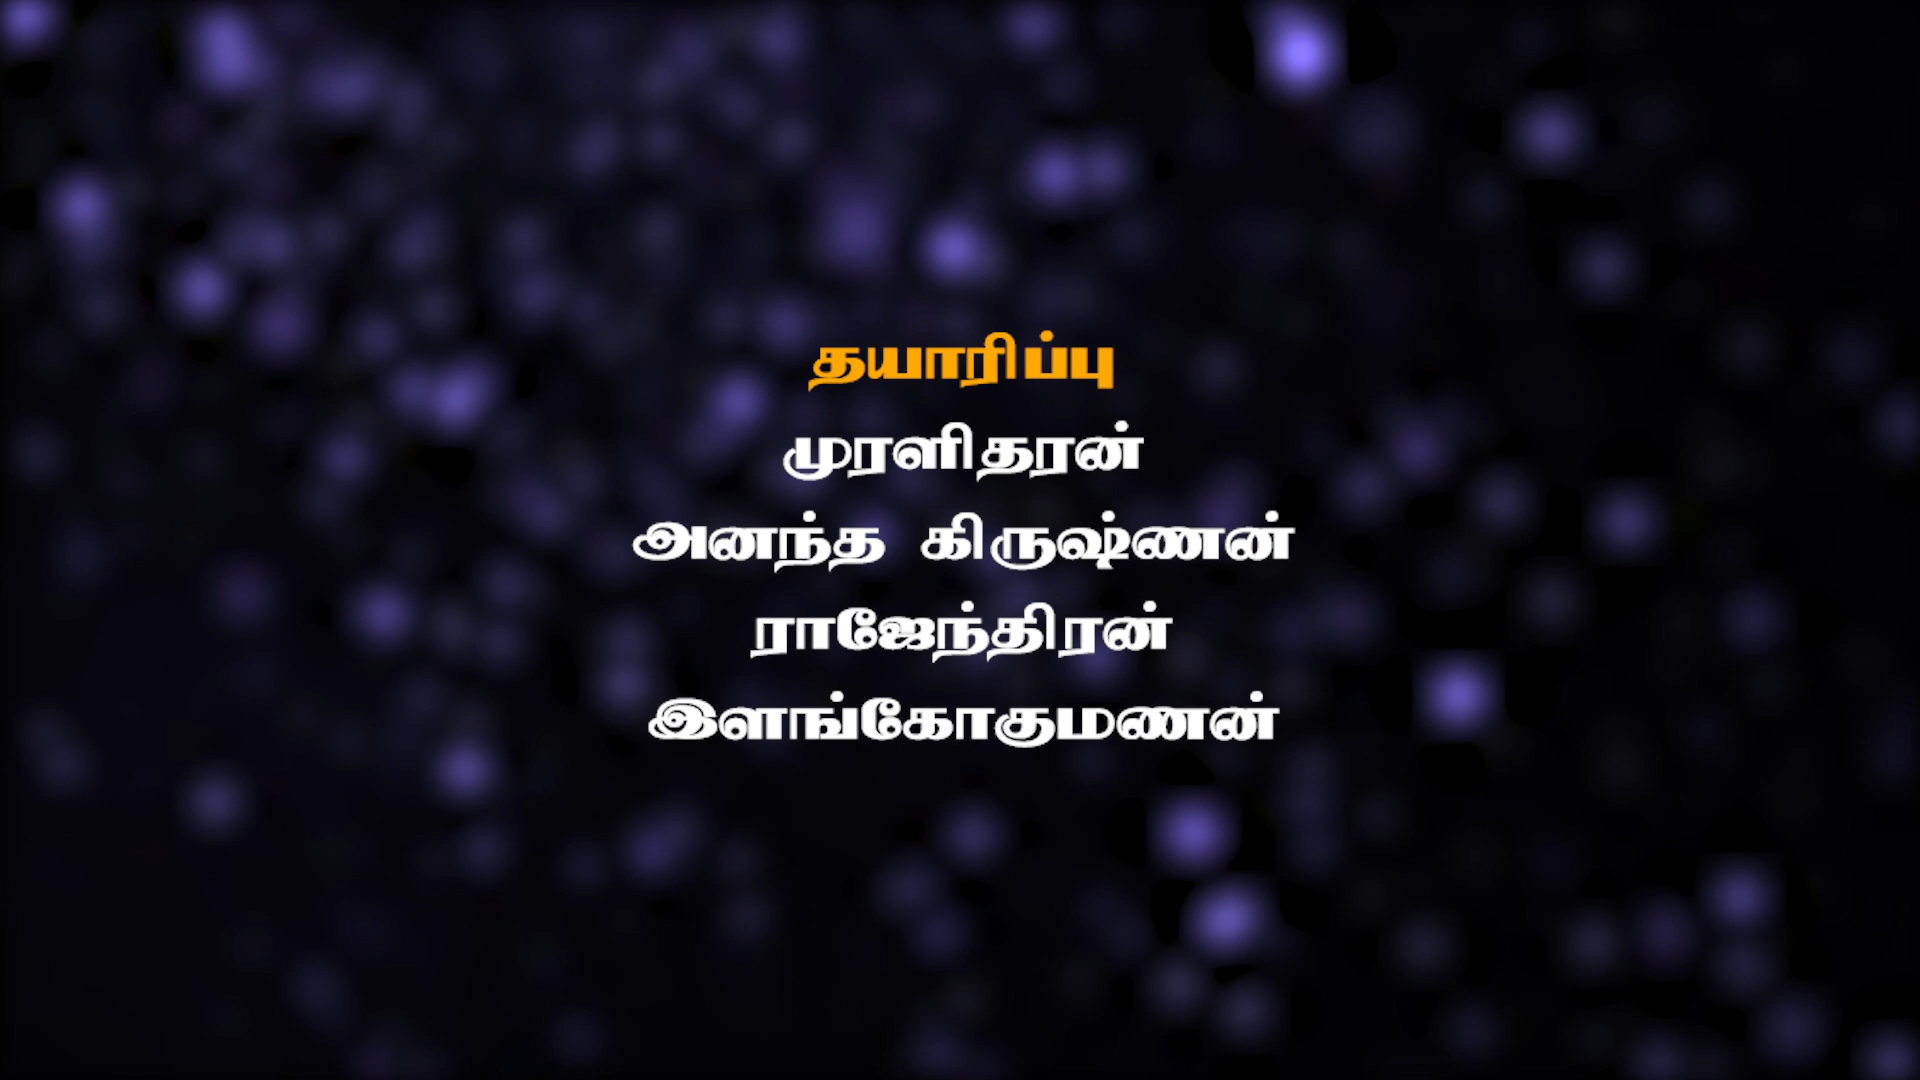 தயாரிப்பு
முரளிதரன்
அனந்த கிருஷ்ணன்
ராஜேந்திரன்
இளங்கோகுமணன்